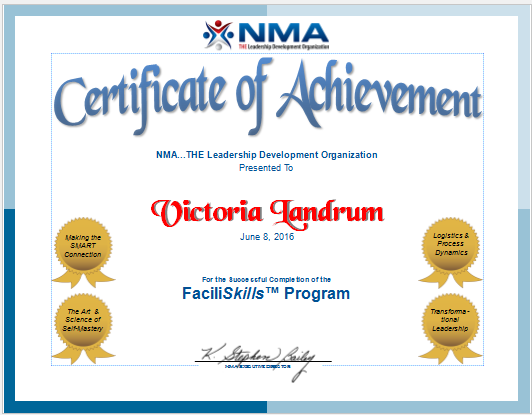 NMA
THE Leadership Development Organization
Certificate of Achievement
NMA...THE Leadership Development Organization
Presented To
Victoria Landrum
June 8, 2016
Making the
SMART
Connection
Logistics &
Process
Dynamics
For the Successful Completion of the
FaciliSkills™ Program
The Art &
Science of
Self-Mastery
Transforma-
tional
Leadership
K. Stephen Bailey
NMA EXECUTIVE DIRECTOR